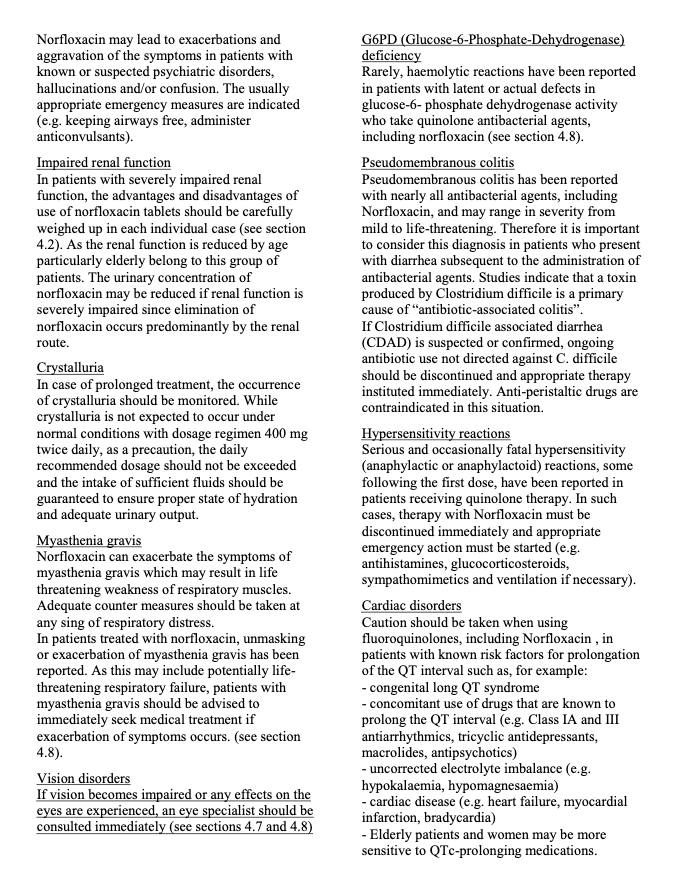 Norfloxacin may lead to exacerbations and
aggravation of the symptoms in patients with
known or suspected psychiatric disorders,
hallucinations and/or confusion. The usually
appropriate emergency measures are indicated
(e.g. keeping airways free, administer
anticonvulsants).
Impaired renal function
In patients with severely impaired renal
function, the advantages and disadvantages of
use of norfloxacin tablets should be carefully
weighed up in each individual case (see section
4.2). As the renal function is reduced by age
particularly elderly belong to this group of
patients. The urinary concentration of
norfloxacin may be reduced if renal function is
severely impaired since elimination of
norfloxacin occurs predominantly by the renal
route.
Crystalluria
In case of prolonged treatment, the occurrence
of crystalluria should be monitored. While
crystalluria is not expected to occur under
normal conditions with dosage regimen 400 mg
twice daily, as a precaution, the daily
recommended dosage should not be exceeded
and the intake of sufficient fluids should be
guaranteed to ensure proper state of hydration
and adequate urinary output.
Myasthenia gravis
Norfloxacin can exacerbate the symptoms of
myasthenia gravis which may result in life
threatening weakness of respiratory muscles.
Adequate counter measures should be taken at
any sing of respiratory distress.
In patients treated with norfloxacin, unmasking
or exacerbation of myasthenia gravis has been
reported. As this may include potentially life-
threatening respiratory failure, patients with
myasthenia gravis should be advised to
immediately seek medical treatment if
exacerbation of symptoms occurs. (see section
4.8).
Vision disorders
If vision becomes impaired or any effects on the
eyes are experienced, an eye specialist should be
consulted immediately (see sections 4.7 and 4.8)
G6PD (Glucose-6-Phosphate-Dehydrogenase)
deficiency
Rarely, haemolytic reactions have been reported
in patients with latent or actual defects in
glucose-6- phosphate dehydrogenase activity
who take quinolone antibacterial agents,
including norfloxacin (see section 4.8).
Pseudomembranous colitis
Pseudomembranous colitis has been reported
with nearly all antibacterial agents, including
Norfloxacin, and may range in severity from
mild to life-threatening. Therefore it is important
to consider this diagnosis in patients who present
with diarrhea subsequent to the administration of
antibacterial agents. Studies indicate that a toxin
produced by Clostridium difficile is a primary
cause of “antibiotic-associated colitis”.
If Clostridium difficile associated diarrhea
(CDAD) is suspected or confirmed, ongoing
antibiotic use not directed against C. difficile
should be discontinued and appropriate therapy
instituted immediately. Anti-peristaltic drugs are
contraindicated in this situation.
Hypersensitivity reactions
Serious and occasionally fatal hypersensitivity
(anaphylactic or anaphylactoid) reactions, some
following the first dose, have been reported in
patients receiving quinolone therapy. In such
cases, therapy with Norfloxacin must be
discontinued immediately and appropriate
emergency action must be started (e.g.
antihistamines, glucocorticosteroids,
sympathomimetics and ventilation if necessary).
Cardiac disorders
Caution should be taken when using
fluoroquinolones, including Norfloxacin , in
patients with known risk factors for prolongation
of the QT interval such as, for example:
- congenital long QT syndrome
- concomitant use of drugs that are known to
prolong the QT interval (e.g. Class IA and III
antiarrhythmics, tricyclic antidepressants,
macrolides, antipsychotics)
- uncorrected electrolyte imbalance (e.g.
hypokalaemia, hypomagnesaemia)
- cardiac disease (e.g. heart failure, myocardial
infarction, bradycardia)
- Elderly patients and women may be more
sensitive to QTc-prolonging medications.